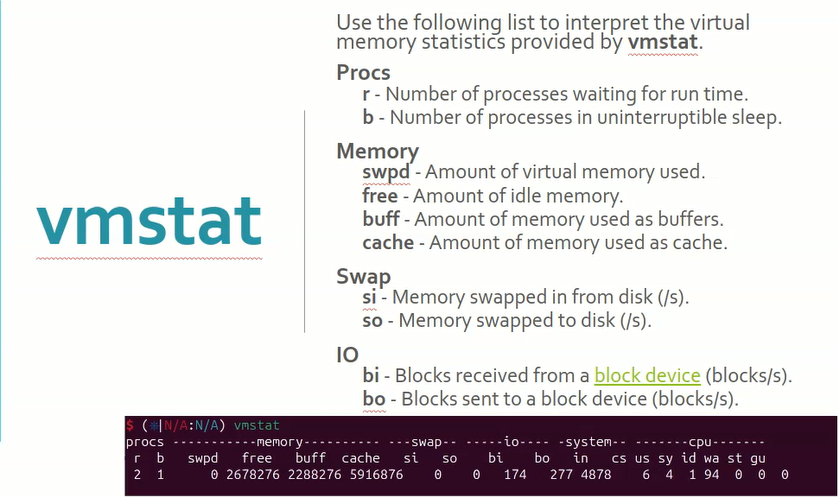 Use the following list to interpret the virtual
memory statistics provided by vmstat.
Procs
r - Number of processes waiting for run time.
b - Number of processes in uninterruptible sleep.
Memory
swpd - Amount of virtual memory used.
free - Amount of idle memory.
buff - Amount of memory used as buffers.
cache - Amount of memory used as cache.
vmstat
Swap
si - Memory swapped in from disk (/s).
so - Memory swapped to disk (/s).
IO
bi - Blocks received from a block device (blocks/s).
bo - Blocks sent to a block device (blocks/s).
$ (⎈|N/A:N/A) vmstat
procs -----------memory---------- ---swap-- -----io---- -system-- -------cpu-------
r b swpd free buff cache si so bi bo in cs us sy id wa st gu
2 1 0 2678276 2288276 5916876 0 0 174 277 4878 6 4 1 94 0 0 0